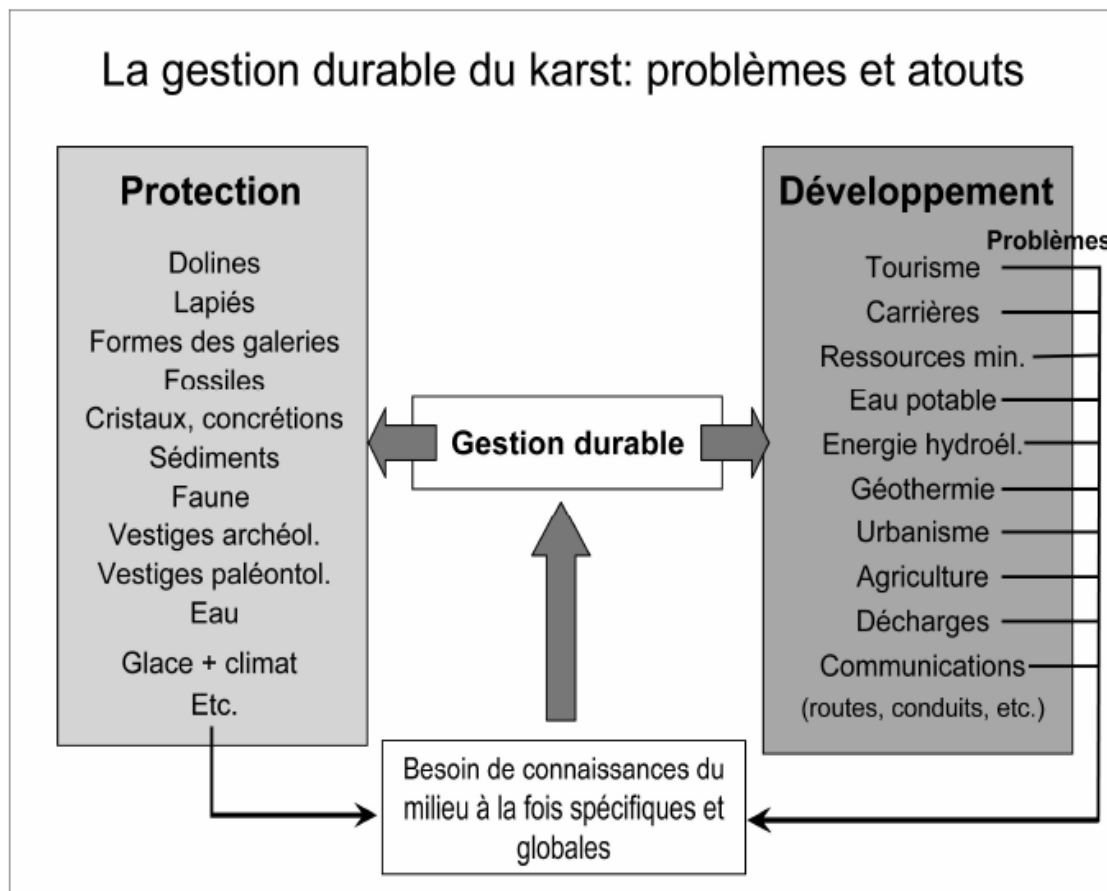 La gestion durable du karst: problèmes et atouts
Protection
Dolines
Lapiés
Formes des galeries
Fossiles
Cristaux, concrétions
Sédiments
Faune
Vestiges archéol.
Vestiges paléontol.
Eau
Glace + climat
Etc.
Gestion durable
Besoin de connaissances du
milieu à la fois spécifiques et
globales
Développement
Problèmes
Tourisme
Carrières
Ressources min.
Eau potable
Energie hydroél.
Géothermie
Urbanisme
Agriculture
Décharges
Communications
(routes, conduits, etc.)